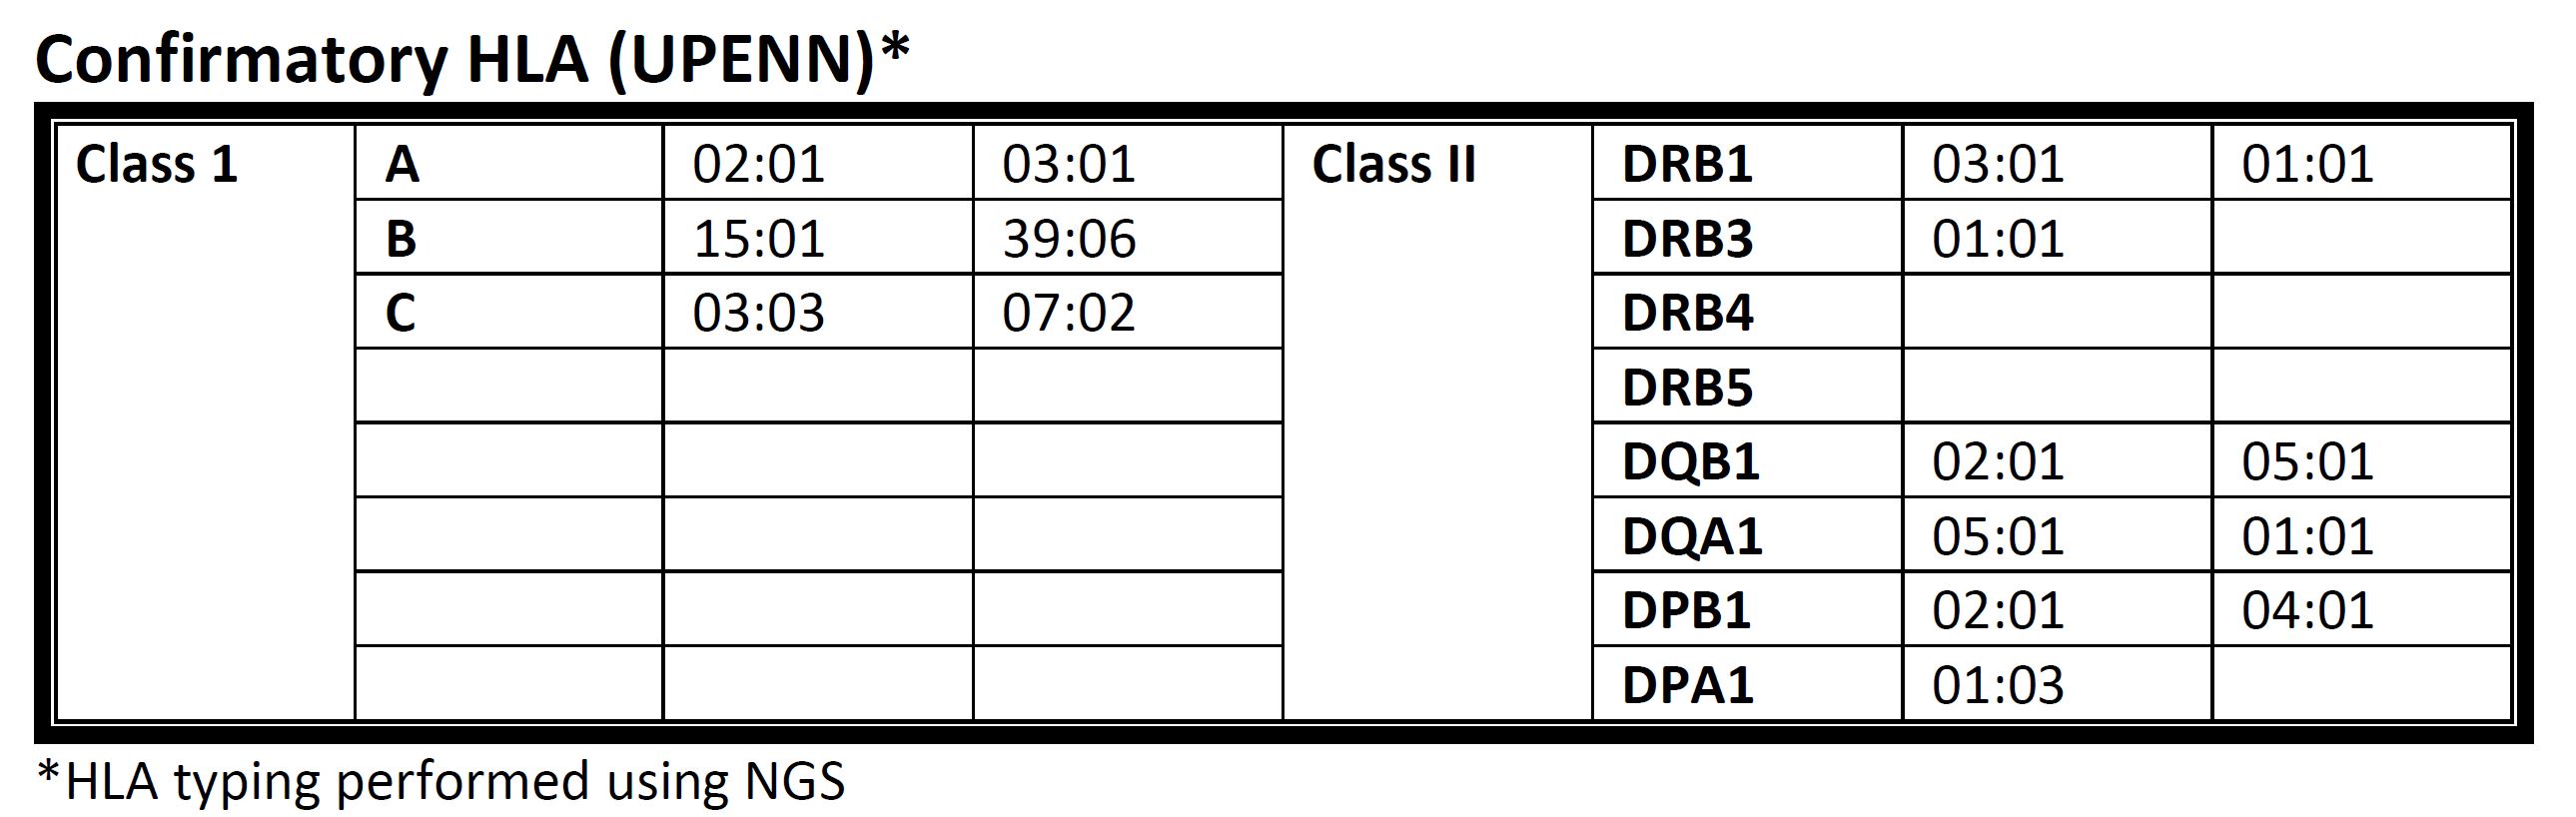 Confirmatory HLA (UPENN)*
Class 1 A 02:01 03:01 Class II DRB1 03:01 01:01
B 15:01 39:06 DRB3 01:01
C 03:03 07:02 DRB4
DRB5
DQB1 02:01 05:01
DQA1 05:01 01:01
DPB1 02:01 04:01
DPA1 01:03
*HLA typing performed using NGS